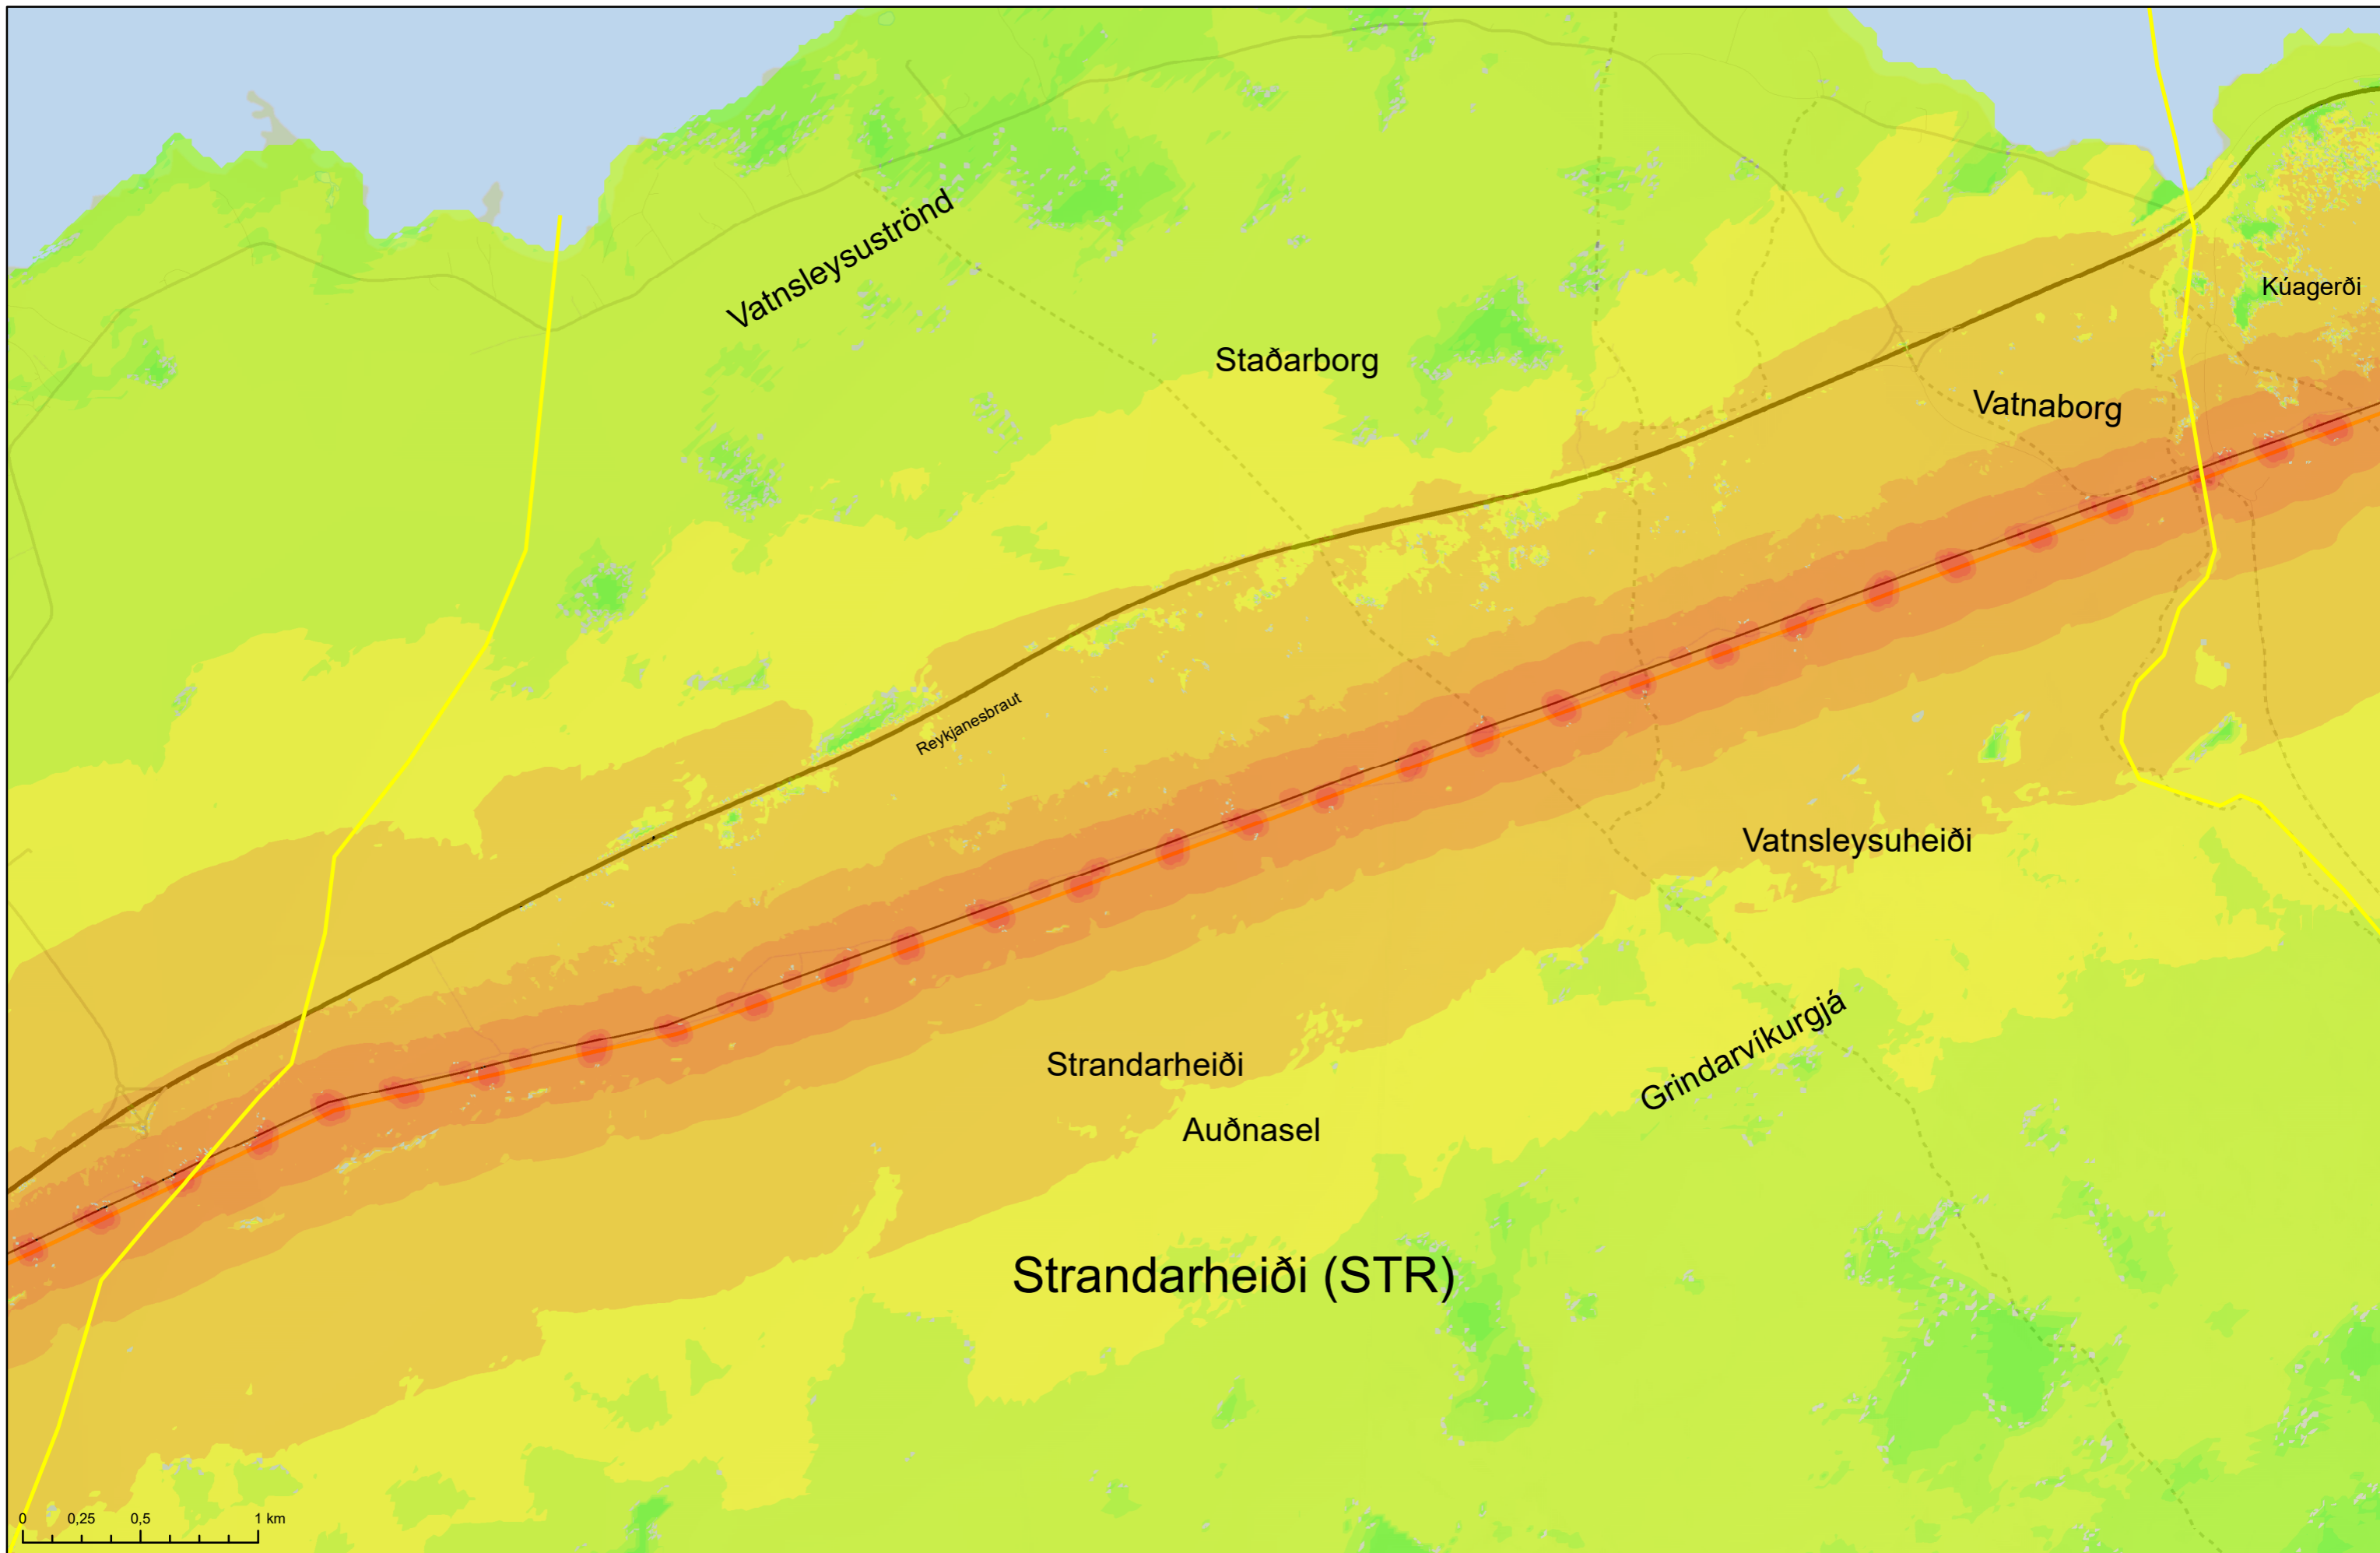 Vatnsleysuströnd
Kúagerði
Staðarborg
Vatnaborg
Reykjanesbraut
Vatnsleysuheiði
Grindarvíkurgjá
Strandarheiði
Auðnasel
Strandarheiði (STR)
0 0,25 0,5 1 km